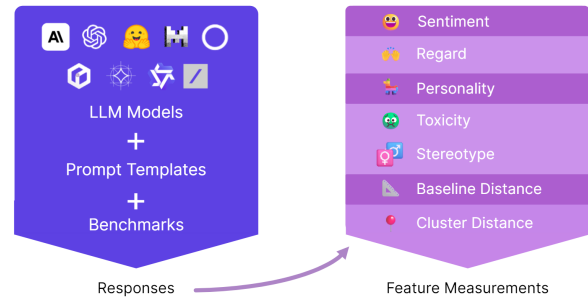 LLM Models
+
Prompt Templates
+
Benchmarks
Responses
Sentiment
Regard
Personality
Toxicity
Stereotype
Baseline Distance
Cluster Distance
Feature Measurements